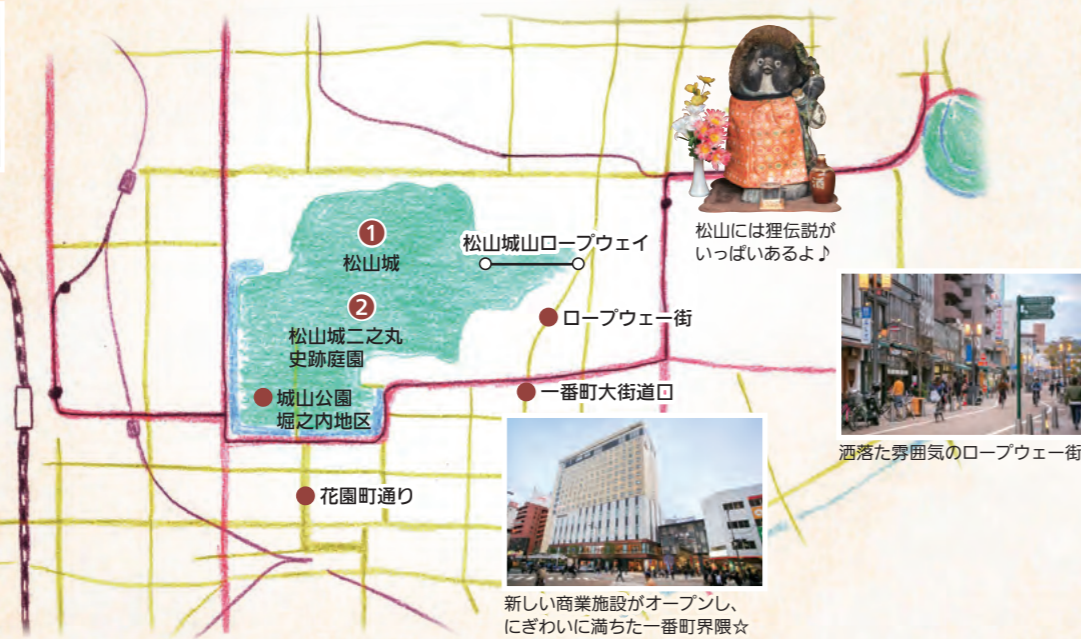 1
松山城
松山城山ロープウェイ
2
松山城二之丸
史跡庭園
ロープウェー街
城山公園
堀之内地区
一番町大街道口
花園町通り
松山には狸伝説が
いっぱいあるよ♪
洒落た雰囲気のロープウェー街
新しい商業施設がオープンし、
にぎわいに満ちた一番町界隈☆